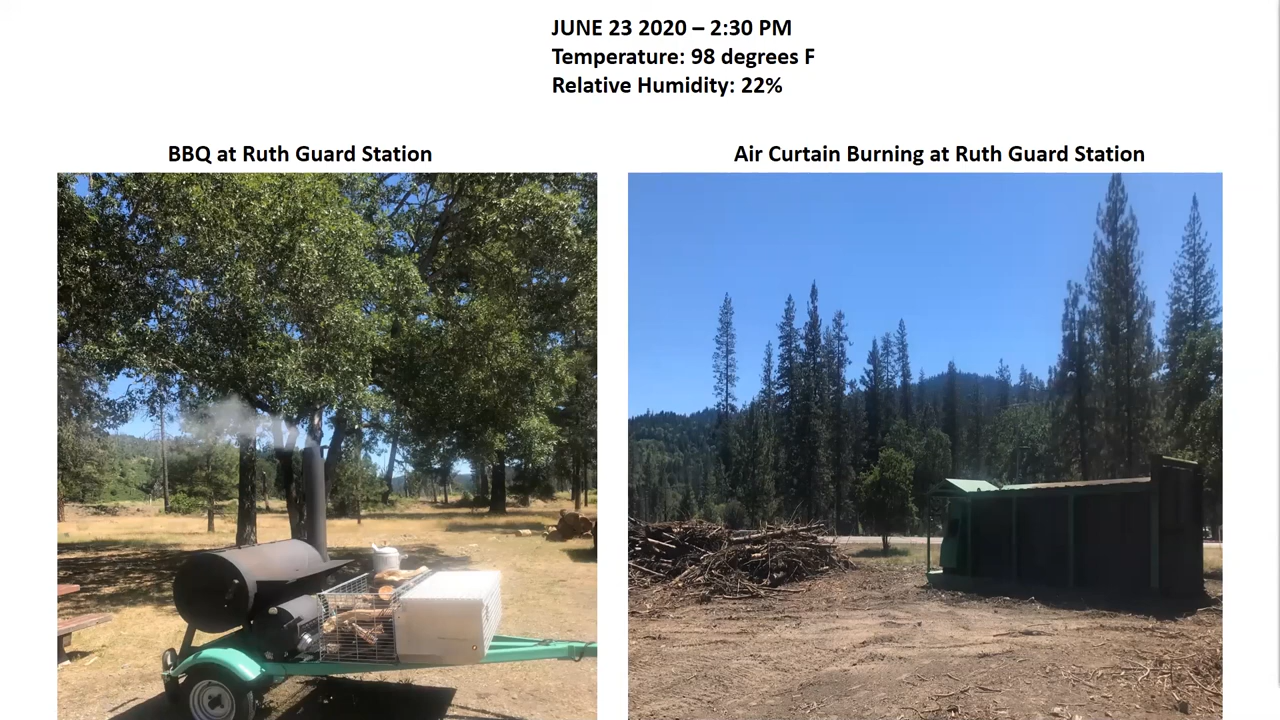 JUNE 23 2020 – 2:30 PM
Temperature: 98 degrees F
Relative Humidity: 22%
BBQ at Ruth Guard Station
Air Curtain Burning at Ruth Guard Station